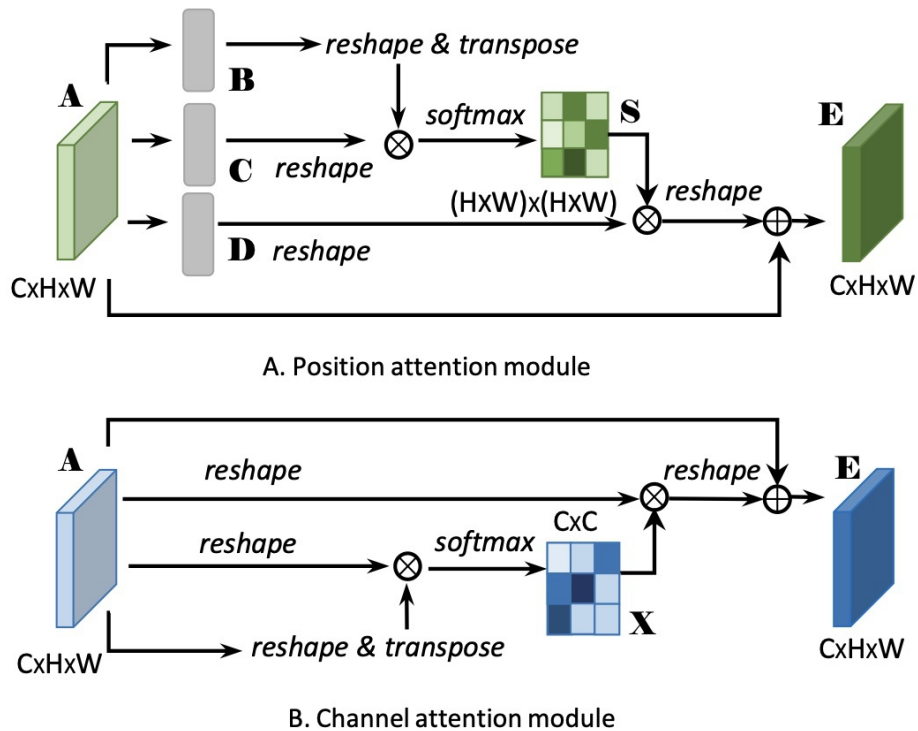 reshape & transpose
B
A
softmax
S
E
C
reshape
(HxW)x(HxW)
reshape
D
reshape
CxHxW
CxHxW
A. Position attention module
A
reshape
reshape
E
CxC
reshape
softmax
X
reshape & transpose
CxHxW
CxHxW
B. Channel attention module